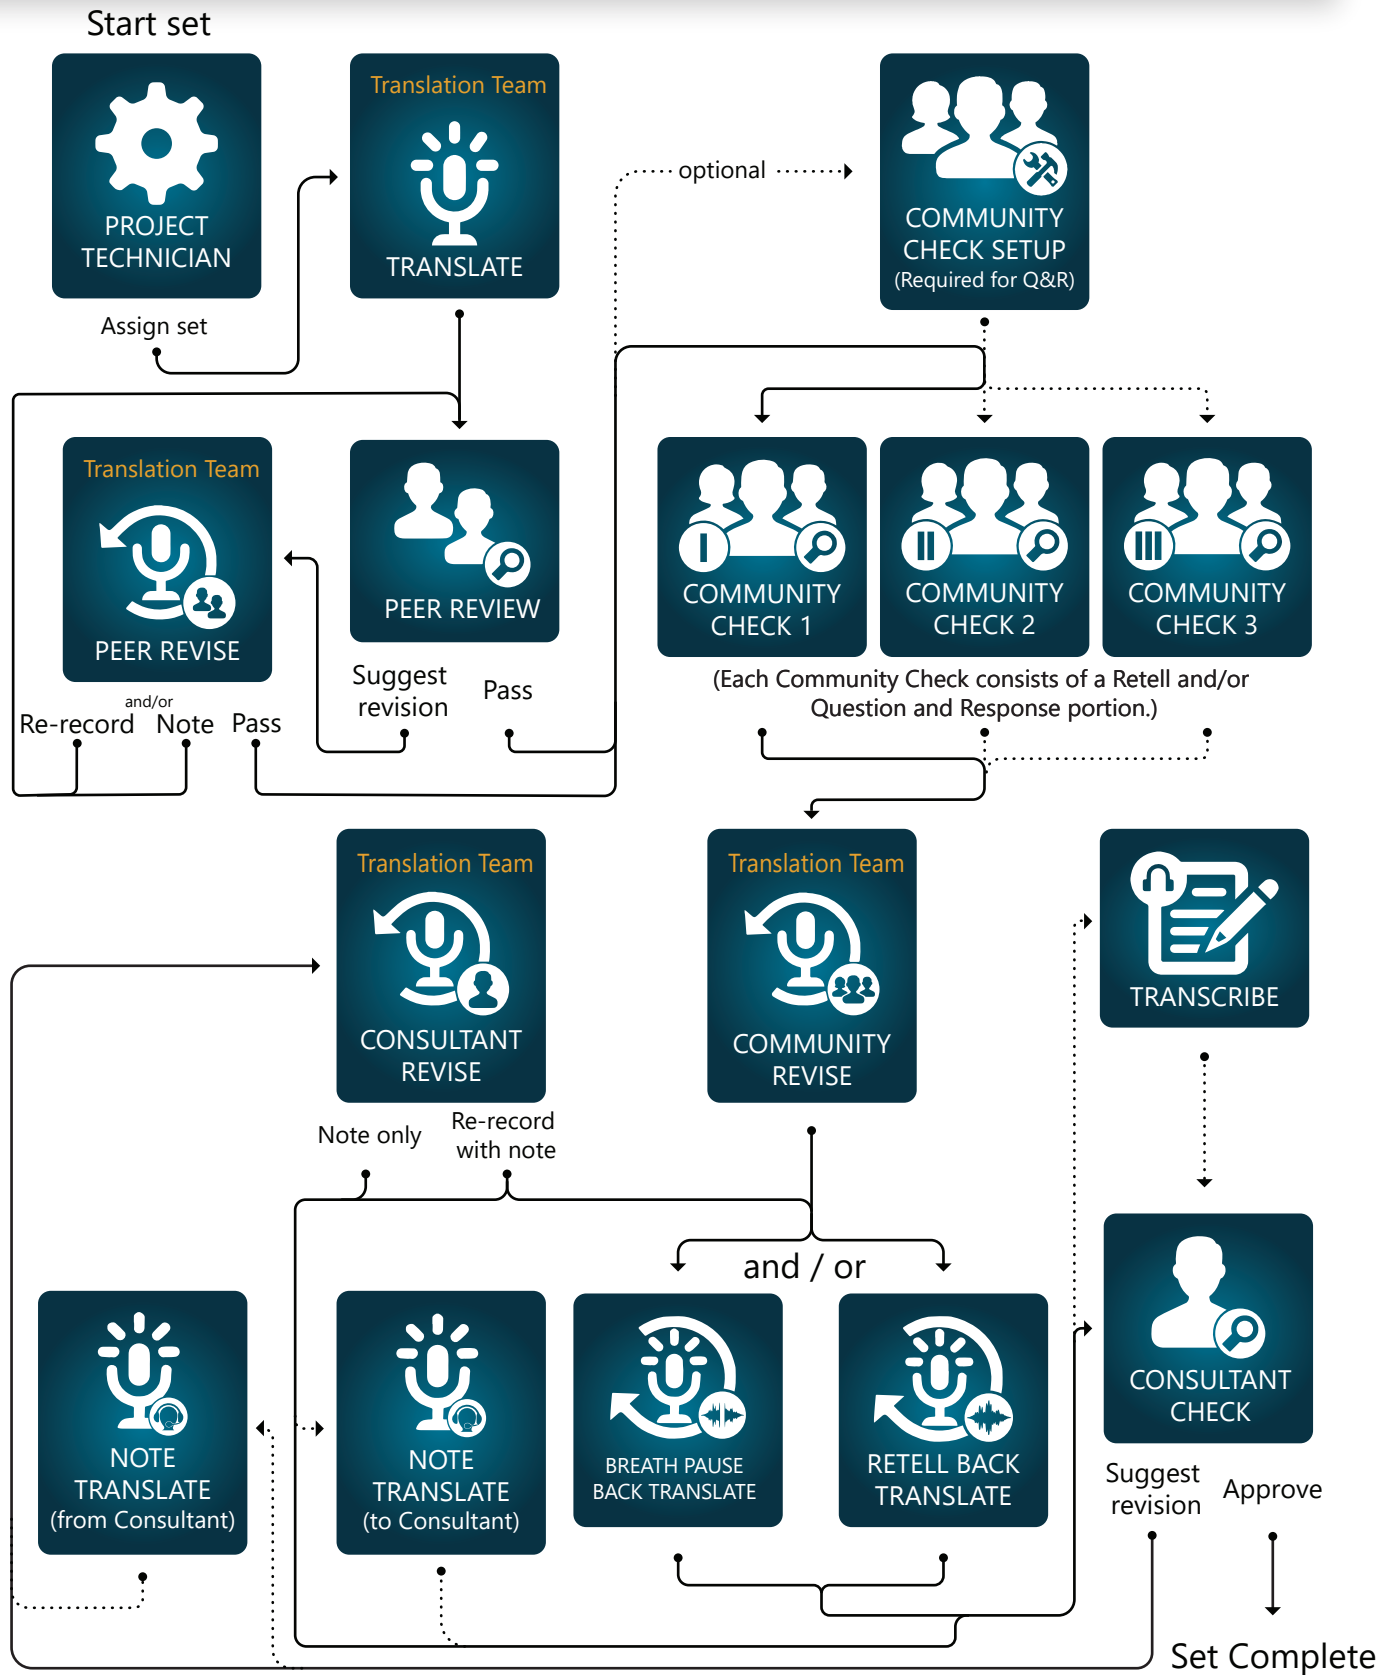 Start set
PROJECT
TECHNICIAN
Assign set
Translation Team
TRANSLATE
optional
COMMUNITY
CHECK SETUP
(Required for Q&R)
Translation Team
PEER REVISE
and/or
Re-record
Note
Pass
PEER REVIEW
Suggest
revision
Pass
COMMUNITY
CHECK 1
COMMUNITY
CHECK 2
COMMUNITY
CHECK 3
(Each Community Check consists of a Retell and/or
Question and Response portion.)
Translation Team
CONSULTANT
REVISE
Note only
Re-record
with note
Translation Team
COMMUNITY
REVISE
TRANSCRIBE
and / or
NOTE
TRANSLATE
(from Consultant)
NOTE
TRANSLATE
(to Consultant)
BREATH PAUSE
BACK TRANSLATE
RETELL BACK
TRANSLATE
CONSULTANT
CHECK
Suggest
revision
Approve
Set Complete